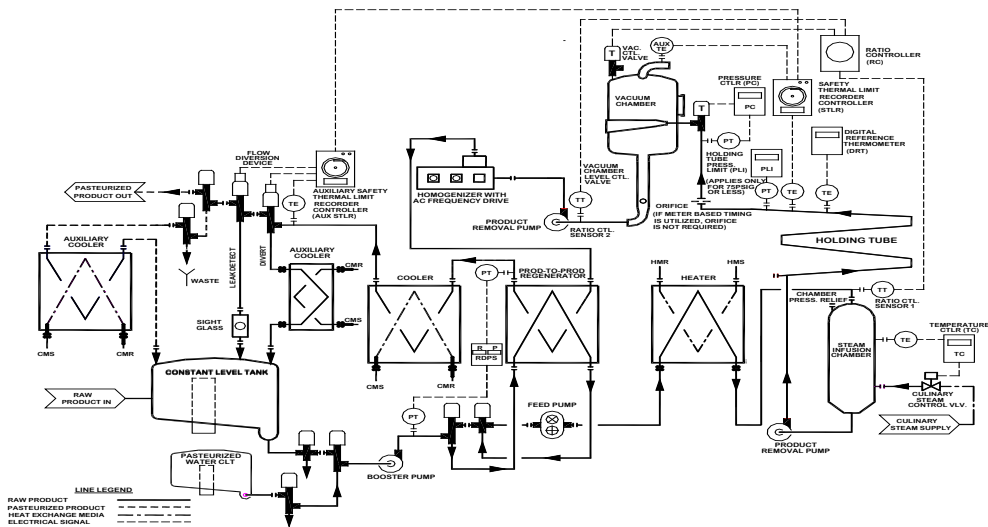 RATIO
CONTROLLER
(RC)
T
VAC.
CTL.
VALVE
AUX
TE
PRESSURE
CTLR (PC)
PC
SAFETY
THERMAL LIMIT
RECORDER
CONTROLLER
(STLR)
VACUUM
CHAMBER
T
PT
HOLDING
TUBE
PRESS.
LIMIT (PLI)
(APPLIES ONLY
FOR 75PSIG
OR LESS)
PLI
DIGITAL
REFERENCE
THERMOMETER
(DRT)
PT
TE
TE
FLOW
DIVERSION
DEVICE
AUXILIARY SAFETY
THERMAL LIMIT
RECORDER
CONTROLLER
(AUX STLR)
TE
PASTEURIZED
PRODUCT OUT
HOMOGENIZER WITH
AC FREQUENCY DRIVE
VACUUM
CHAMBER
LEVEL CTL.
VALVE
TT
PRODUCT
REMOVAL PUMP
RATIO CTL.
SENSOR 2
ORIFICE
(IF METER BASED TIMING
IS UTILIZED, ORIFICE
IS NOT REQUIRED)
HOLDING TUBE
AUXILIARY
COOLER
WASTE
LEAK DETECT
DIVERT
AUXILIARY
COOLER
CMR
CMS
COOLER
PT
PROD-TO-PROD
REGENERATOR
HMR
HMS
HEATER
CHAMBER
PRESS. RELIEF
TT
RATIO CTL.
SENSOR 1
SIGHT
GLASS
R P
RDPS
STEAM
INFUSION
CHAMBER
TE
TEMPERATURE
CTLR (TC)
TC
CMS
CMR
CMS
CMR
CONSTANT LEVEL TANK
RAW
PRODUCT IN
PT
FEED PUMP
CULINARY
STEAM
CONTROL VLV.
CULINARY
STEAM SUPPLY
PRODUCT
REMOVAL PUMP
PASTEURIZED
WATER CLT
BOOSTER PUMP
LINE LEGEND
RAW PRODUCT
PASTEURIZED PRODUCT
HEAT EXCHANGE MEDIA
ELECTRICAL SIGNAL